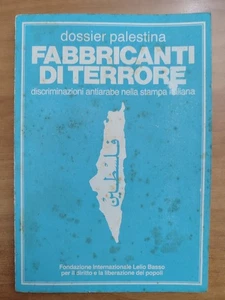 dossier palestina
FABBRICANTI
DI TERRORE
discriminazioni antiarabe nella stampa italiana
فلسطين
Fondazione Internazionale Lelio Basso
per il diritto e la liberazione dei popoli